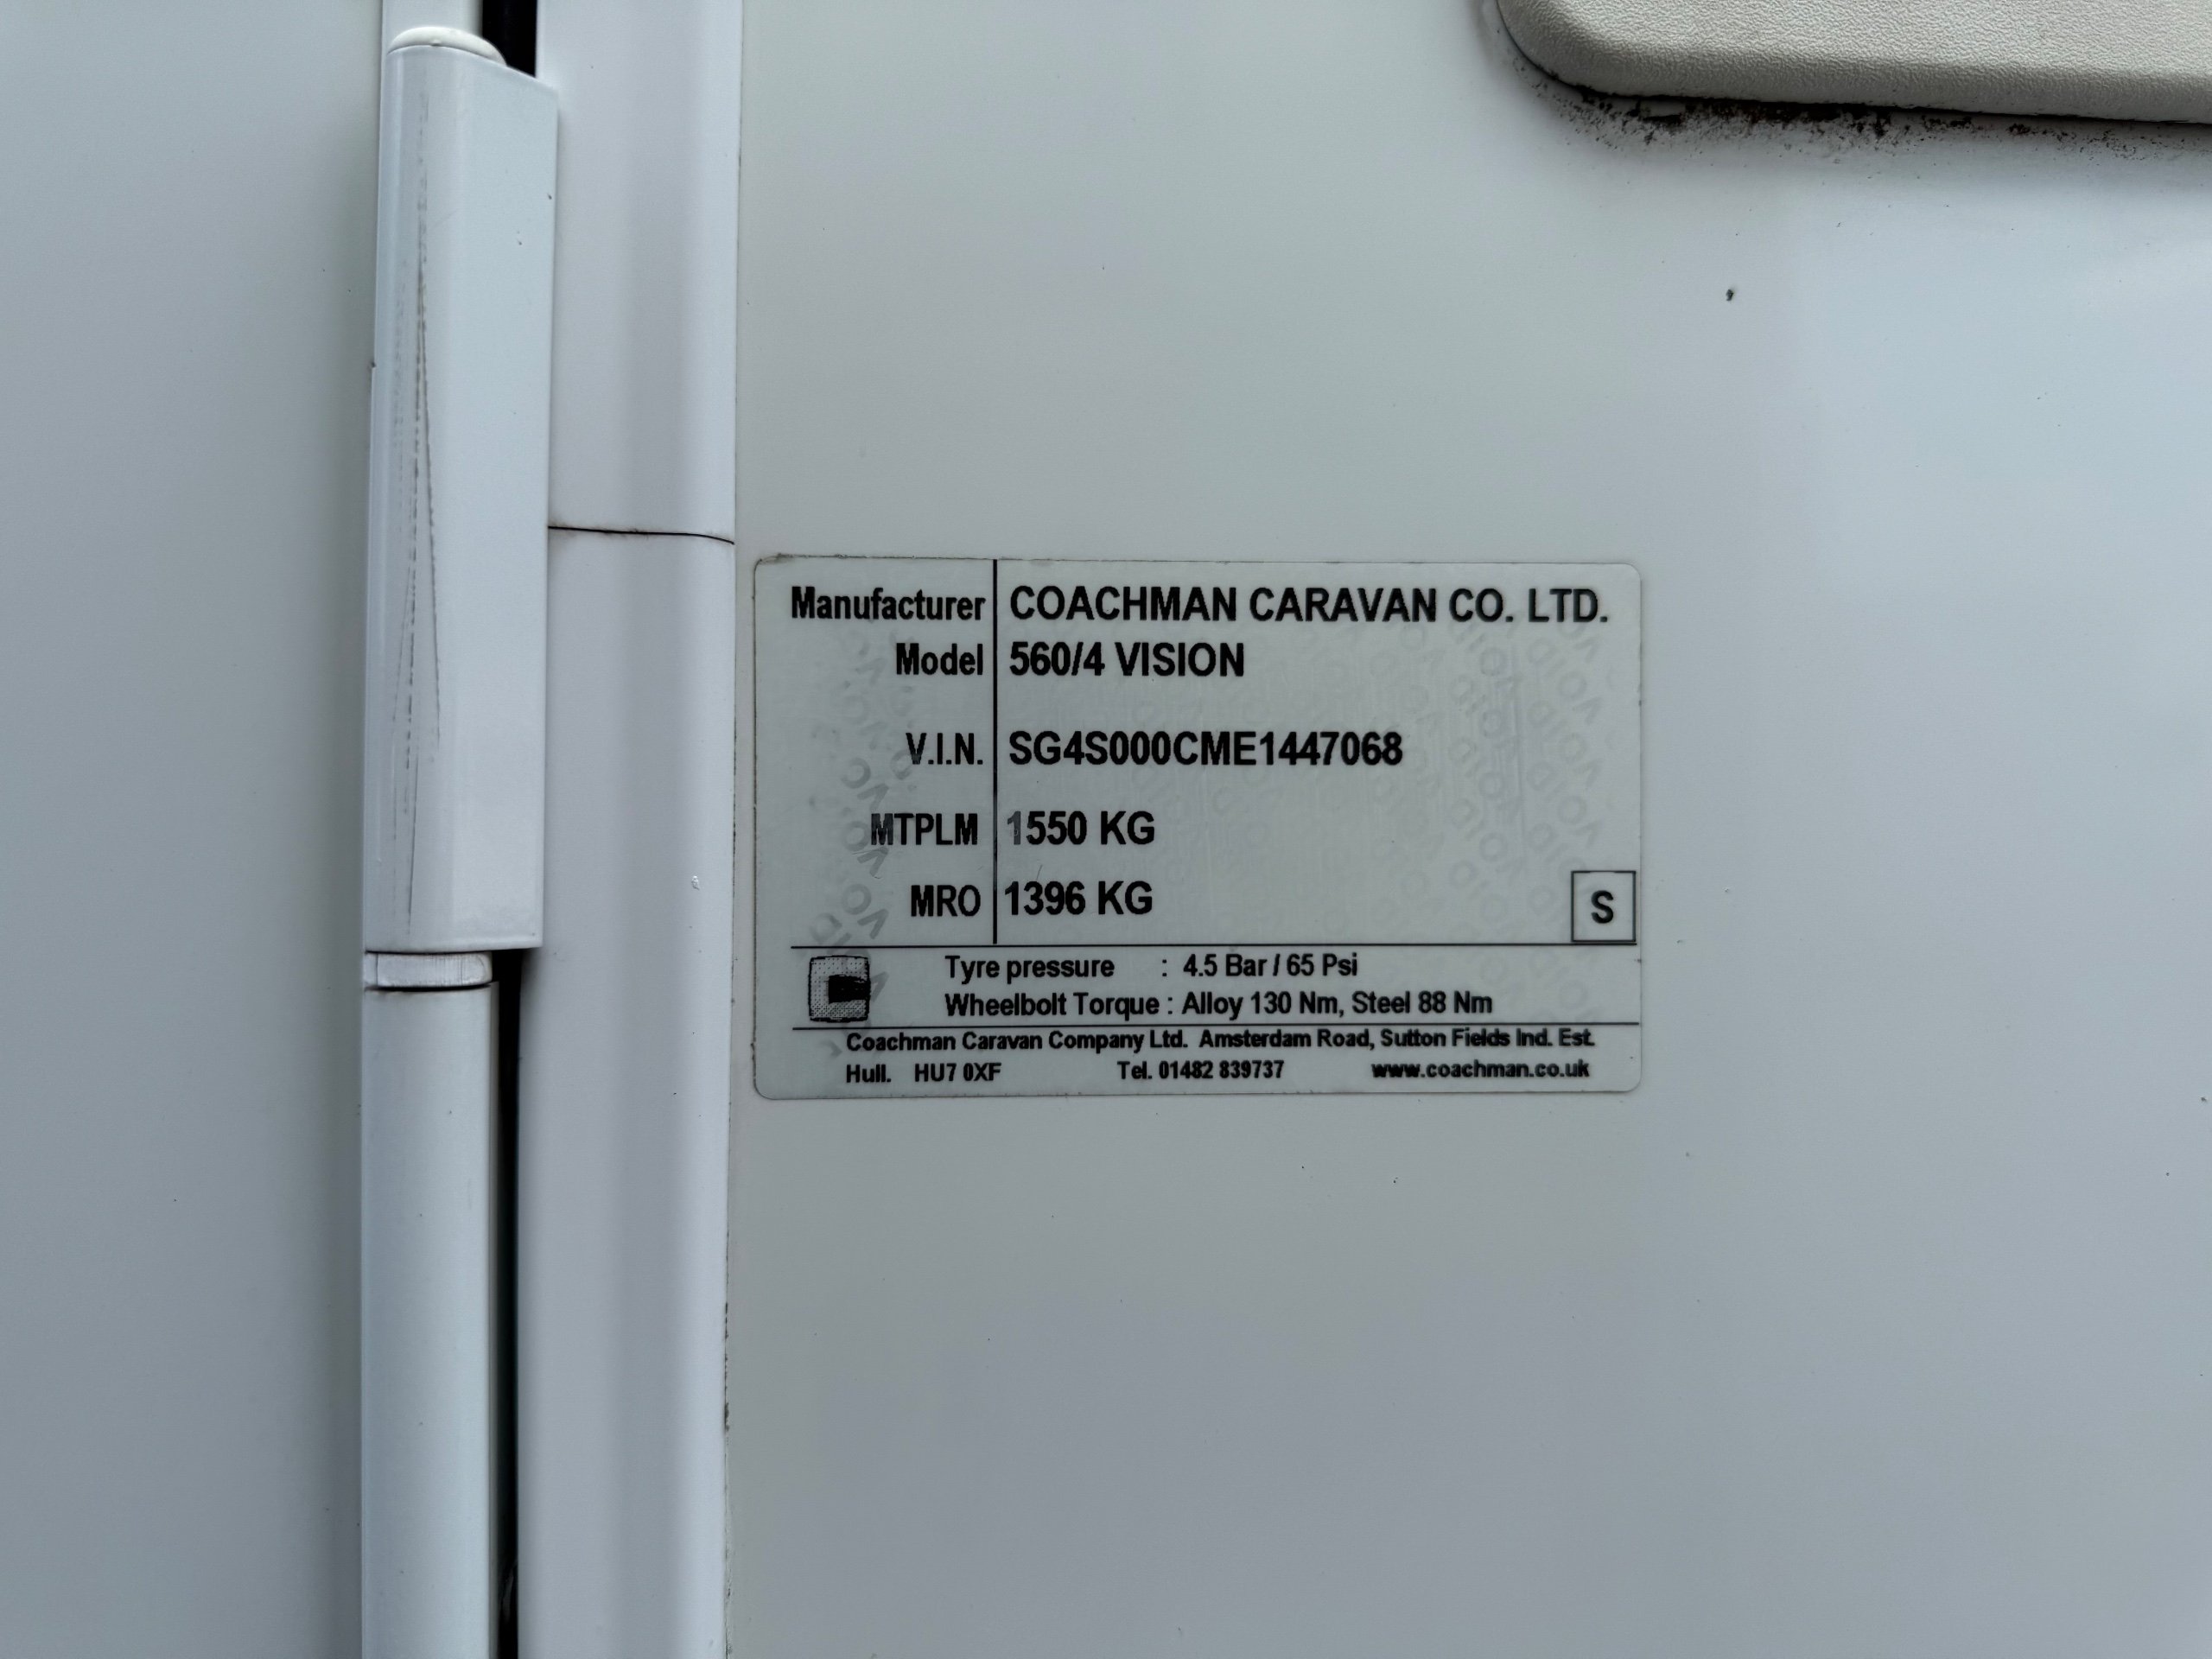 Manufacturer COACHMAN CARAVAN CO. LTD.
Model 560/4 VISION
V.I.N. SG4S000CME1447068
MTPLM 1550 KG
MRO 1396 KG
S
Tyre pressure : 4.5 Bar / 65 Psi
Wheelbolt Torque : Alloy 130 Nm, Steel 88 Nm
Coachman Caravan Company Ltd. Amsterdam Road, Sutton Fields Ind. Est.
Hull. HU7 0XF Tel. 01482 839737 www.coachman.co.uk